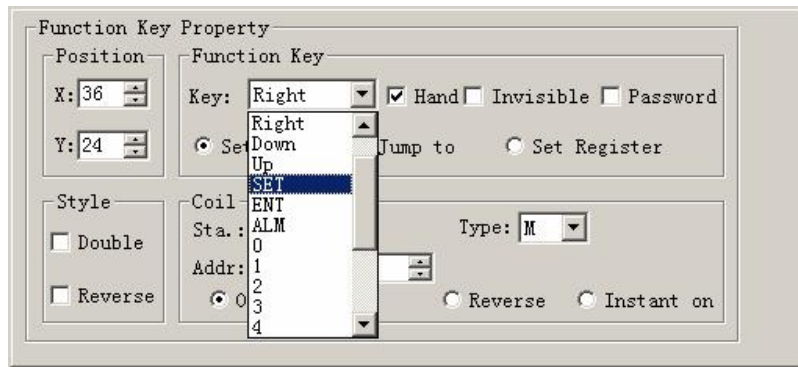 Function Key Property
Position
Function Key
X: 36
Key: Right
Hand
Invisible
Password
Right
Down
Up
SET
ENT
ALM
0
1
2
3
4
Y: 24
Jump to
Set Register
Style
Coil
Double
Reverse
Sta.:
Type: M
Addr:
Reverse
Instant on